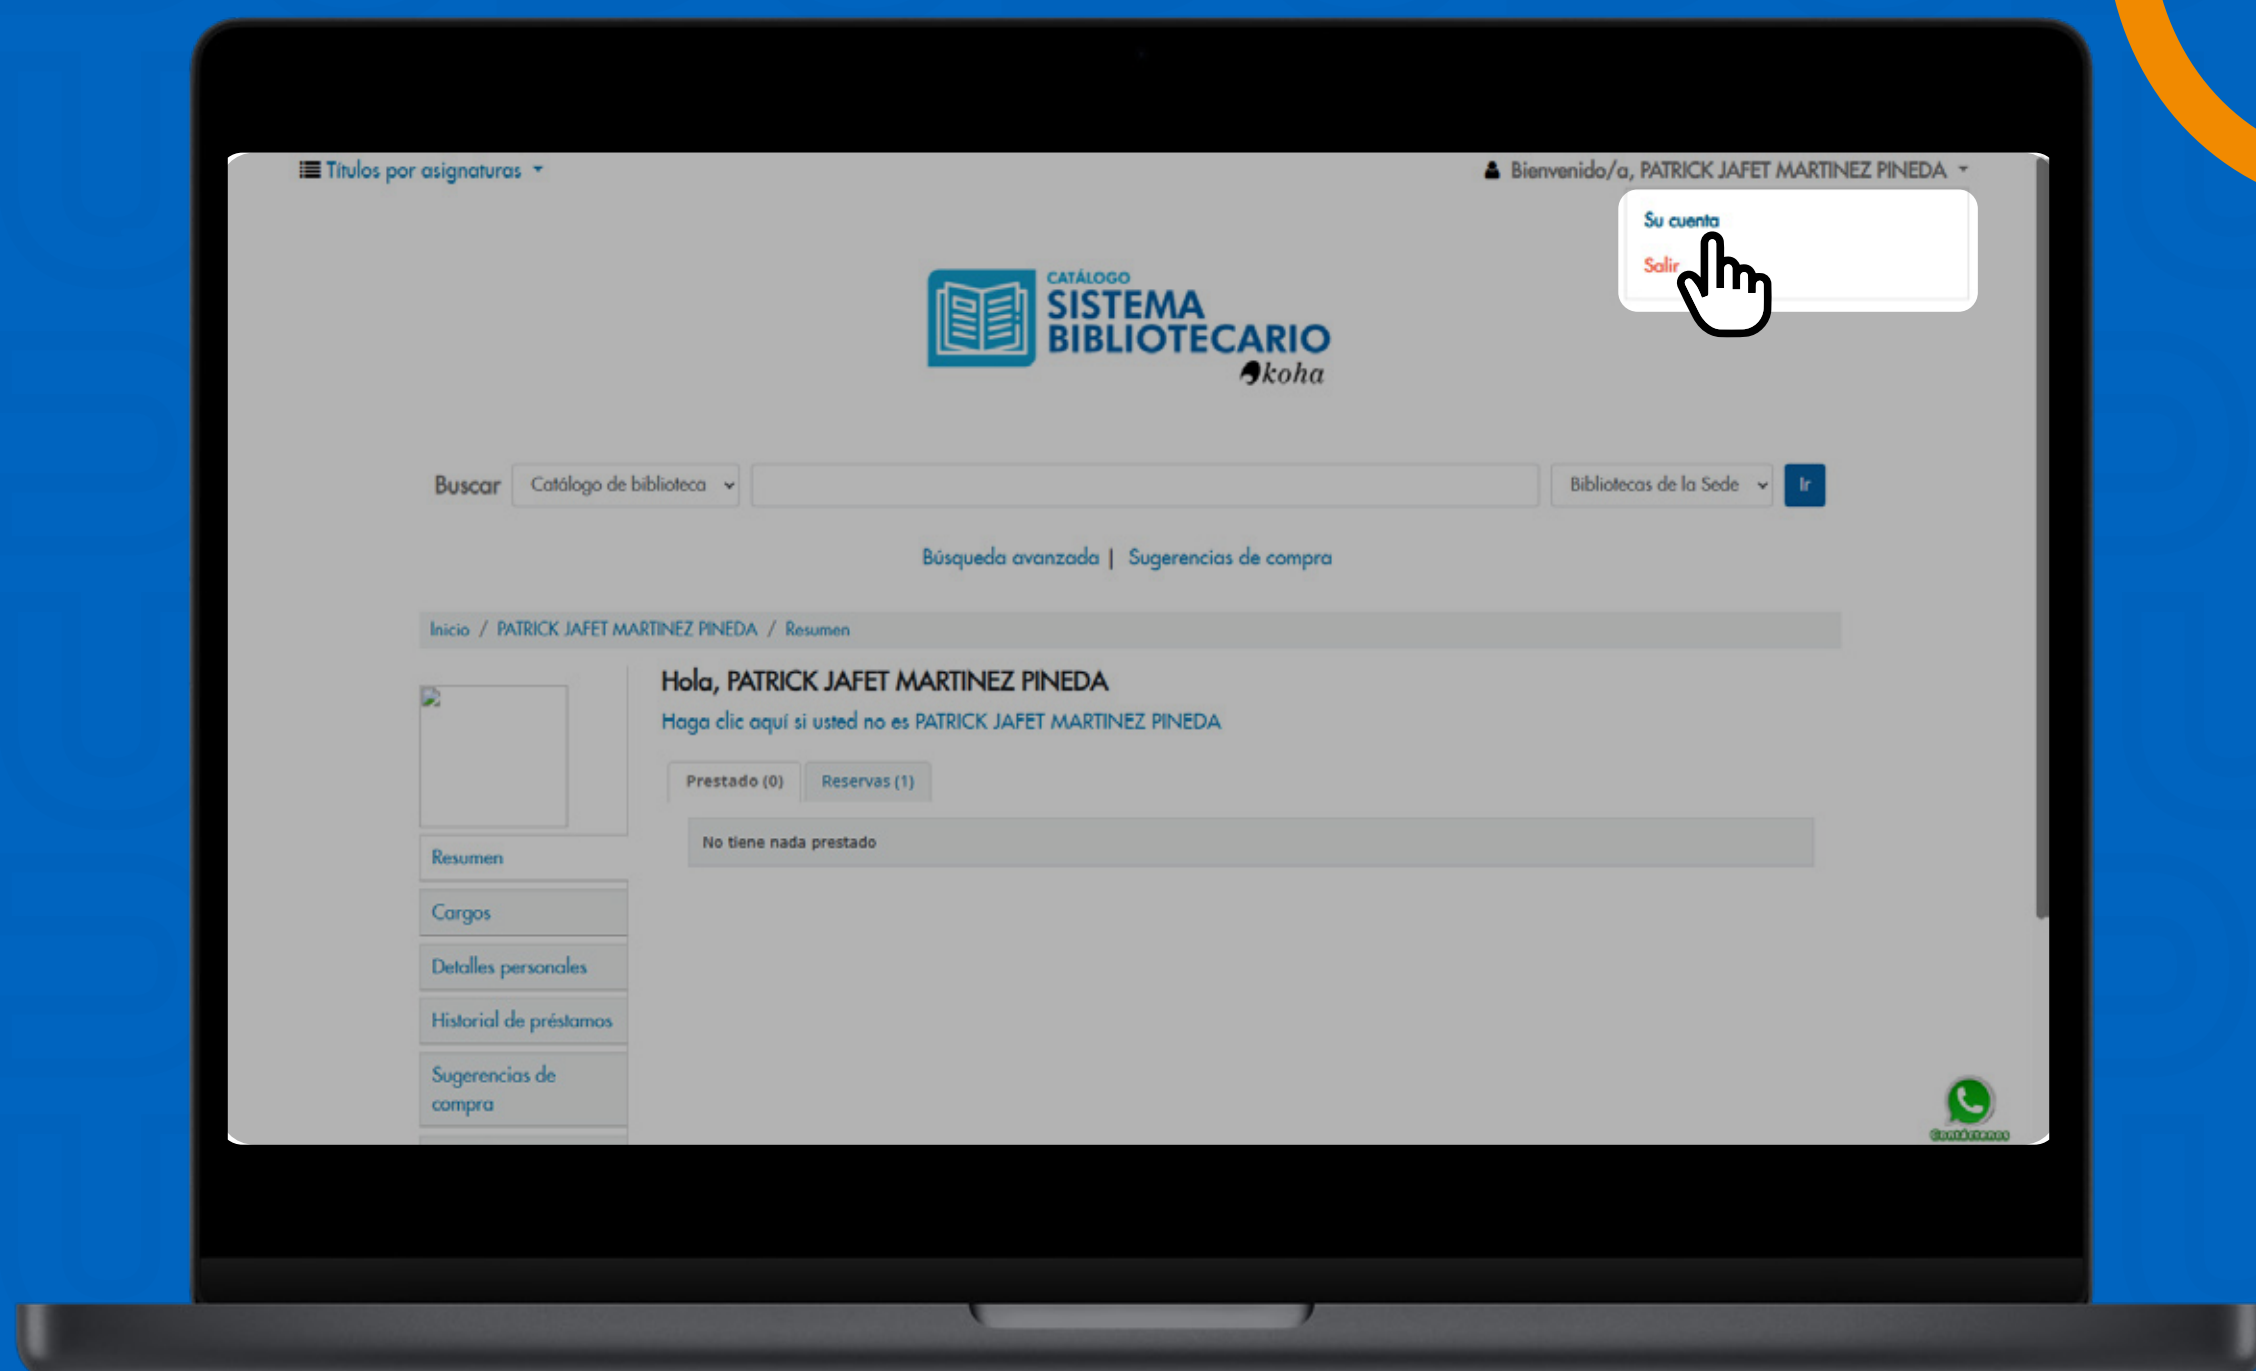 Títulos por asignaturas
Bienvenido/a, PATRICK JAFET MARTINEZ PINEDA
Su cuenta
Salir
CATÁLOGO
SISTEMA
BIBLIOTECARIO
koha
Buscar
Catálogo de biblioteca
Bibliotecas de la Sede
Ir
Búsqueda avanzada | Sugerencias de compra
Inicio / PATRICK JAFET MARTINEZ PINEDA / Resumen
Hola, PATRICK JAFET MARTINEZ PINEDA
Haga clic aquí si usted no es PATRICK JAFET MARTINEZ PINEDA
Prestado (0)
Reservas (1)
No tiene nada prestado
Resumen
Cargos
Detalles personales
Historial de préstamos
Sugerencias de
compra
Contáctenos